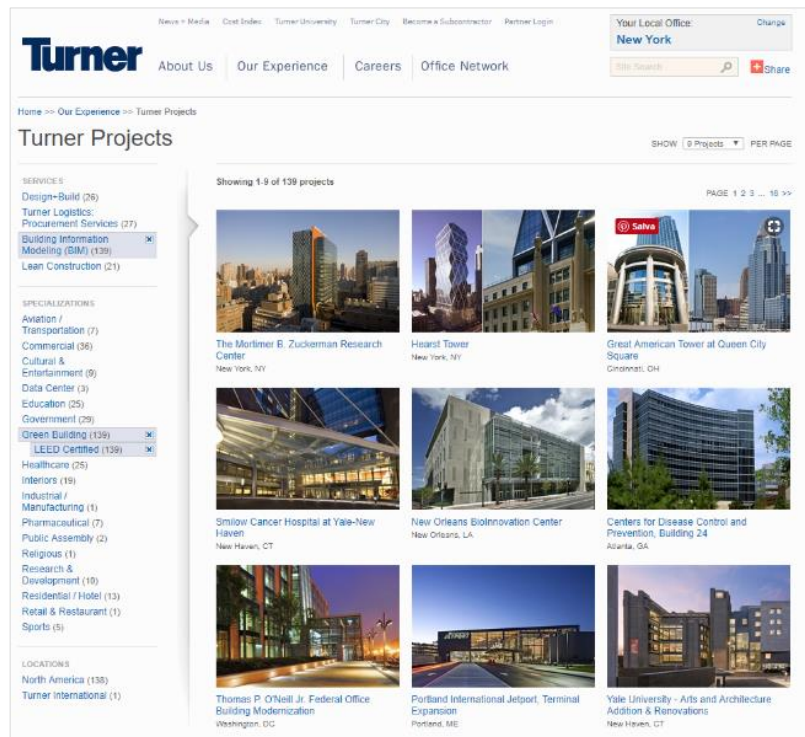 News + Media Cost Index Turner University Turner City Become a Subcontractor Partner Login
Your Local Office: Change
New York
Turner
About Us Our Experience Careers Office Network
Site Search
Share
Home >> Our Experience >> Turner Projects
Turner Projects
SHOW 9 Projects PER PAGE
SERVICES
Design+Build (26)
Turner Logistics:
Procurement Services (27)
Building Information
Modeling (BIM) (139)
Lean Construction (21)
SPECIALIZATIONS
Aviation /
Transportation (7)
Commercial (36)
Cultural &
Entertainment (9)
Data Center (3)
Education (25)
Government (29)
Green Building (139)
LEED Certified (139)
Healthcare (25)
Interiors (19)
Industrial /
Manufacturing (1)
Pharmaceutical (7)
Public Assembly (2)
Religious (1)
Research &
Development (10)
Residential / Hotel (13)
Retail & Restaurant (1)
Sports (5)
LOCATIONS
North America (138)
Turner International (1)
Showing 1-9 of 139 projects
PAGE 1 2 3 ... 16 >>
Salva
The Mortimer B. Zuckerman Research
Center
New York, NY
Hearst Tower
New York, NY
Great American Tower at Queen City
Square
Cincinnati, OH
Smilow Cancer Hospital at Yale-New
Haven
New Haven, CT
New Orleans BioInnovation Center
New Orleans, LA
Centers for Disease Control and
Prevention, Building 24
Atlanta, GA
Thomas P. O'Neill Jr. Federal Office
Building Modernization
Washington, DC
Portland International Jetport, Terminal
Expansion
Portland, ME
Yale University - Arts and Architecture
Addition & Renovations
New Haven, CT